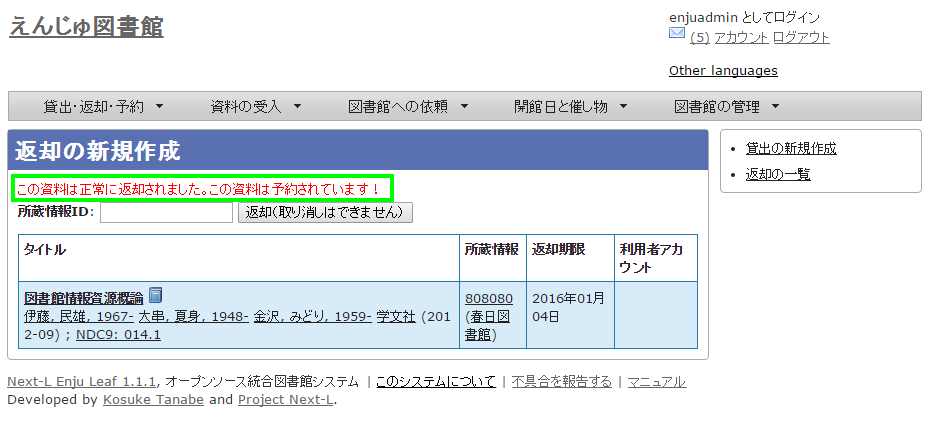 えんじゅ図書館
enjuadmin としてログイン
(5) アカウント ログアウト
Other languages
貸出・返却・予約 ▼ 資料の受入 ▼ 図書館への依頼 ▼ 開館日と催し物 ▼ 図書館の管理 ▼
返却の新規作成
この資料は正常に返却されました。この資料は予約されています！
所蔵情報ID: 返却(取り消しはできません)
タイトル 所蔵情報 返却期限 利用者アカ
ウント
図書館情報資源概論 808080 2016年01月
伊藤, 民雄, 1967- 大串, 夏身, 1948- 金沢, みどり, 1959- 学文社 (201 (春日図 04日
2-09) ; NDC9: 014.1 書館)
• 貸出の新規作成
• 返却の一覧
Next-L Enju Leaf 1.1.1, オープンソース統合図書館システム | このシステムについて | 不具合を報告する | マニュアル
Developed by Kosuke Tanabe and Project Next-L.